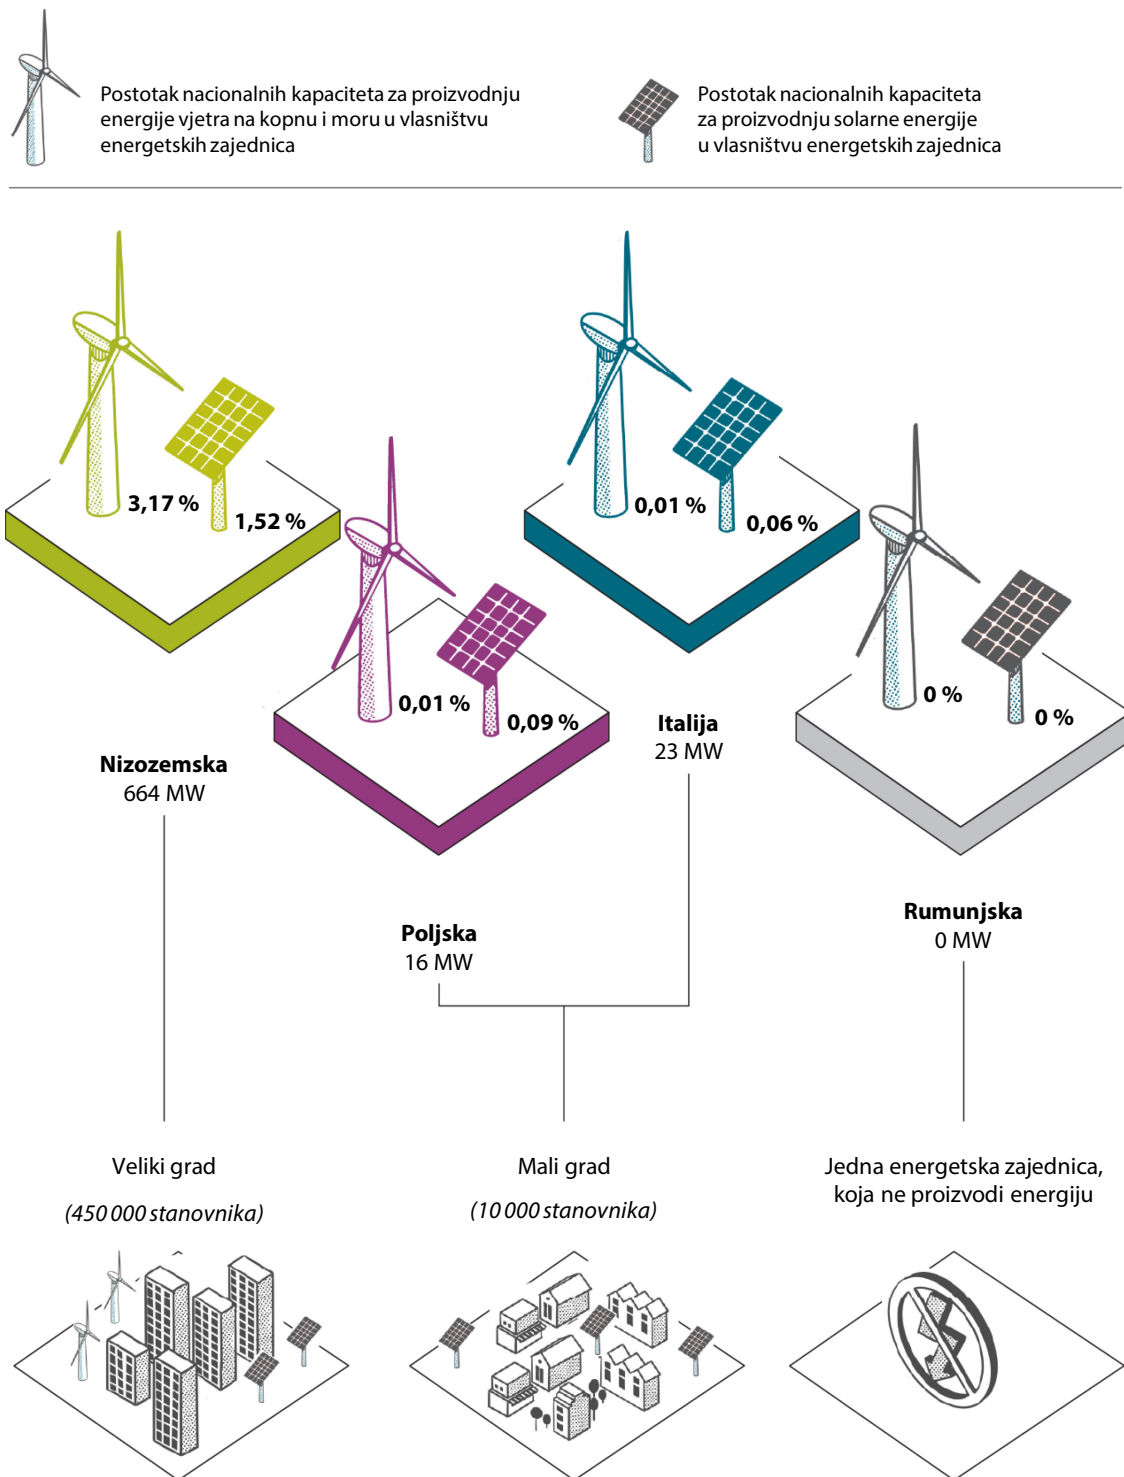 Postotak nacionalnih kapaciteta za proizvodnju
energije vjetra na kopnu i moru u vlasništvu
energetskih zajednica
Postotak nacionalnih kapaciteta
za proizvodnju solarne energije
u vlasništvu energetskih zajednica
3,17 %
1,52 %
0,01 %
0,06 %
0,01 %
0,09 %
0 %
0 %
Nizozemska
664 MW
Italija
23 MW
Poljska
16 MW
Rumunjska
0 MW
Veliki grad
(450 000 stanovnika)
Mali grad
(10 000 stanovnika)
Jedna energetska zajednica,
koja ne proizvodi energiju